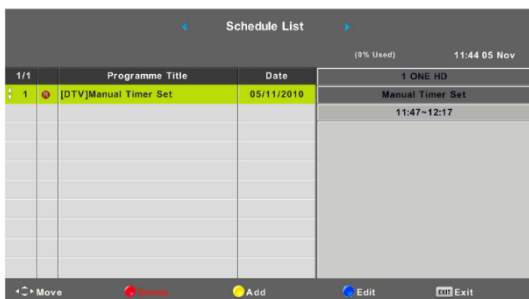 Schedule List
(0% Used) 11:44 05 Nov
1/1 Programme Title Date 1 ONE HD
1 R [DTV]Manual Timer Set 05/11/2010 Manual Timer Set
11:47~12:17
Move Delete Add Edit EXIT Exit